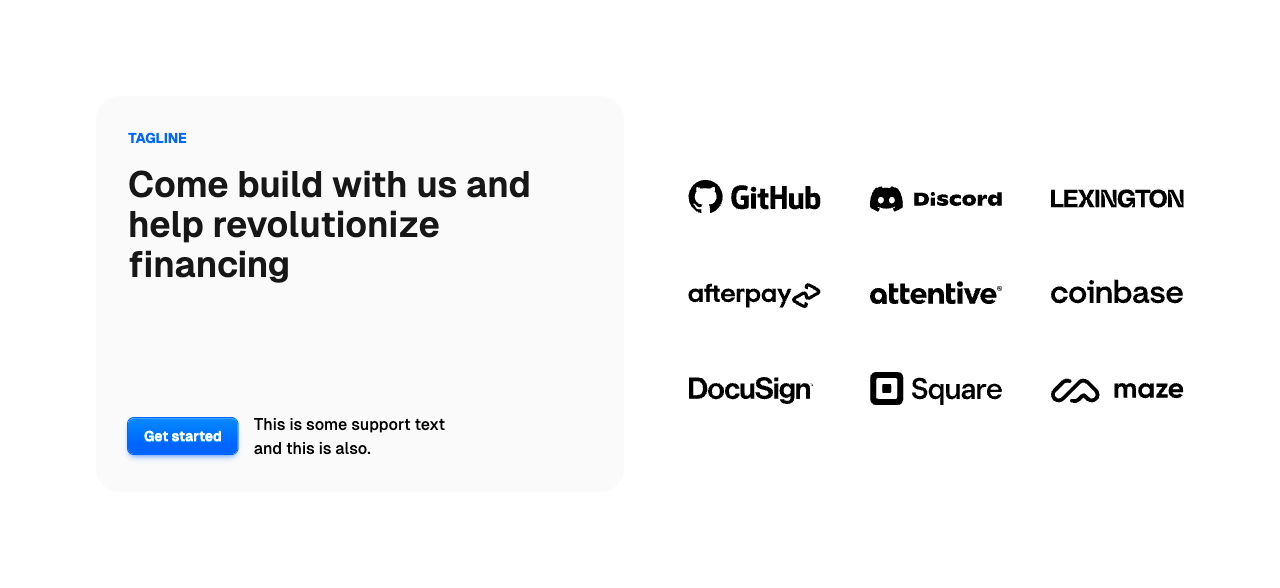 TAGLINE
Come build with us and
help revolutionize
financing
Get started
This is some support text
and this is also.
GitHub
Discord
LEXINGTON
afterpay
attentive®
coinbase
DocuSign
Square
maze